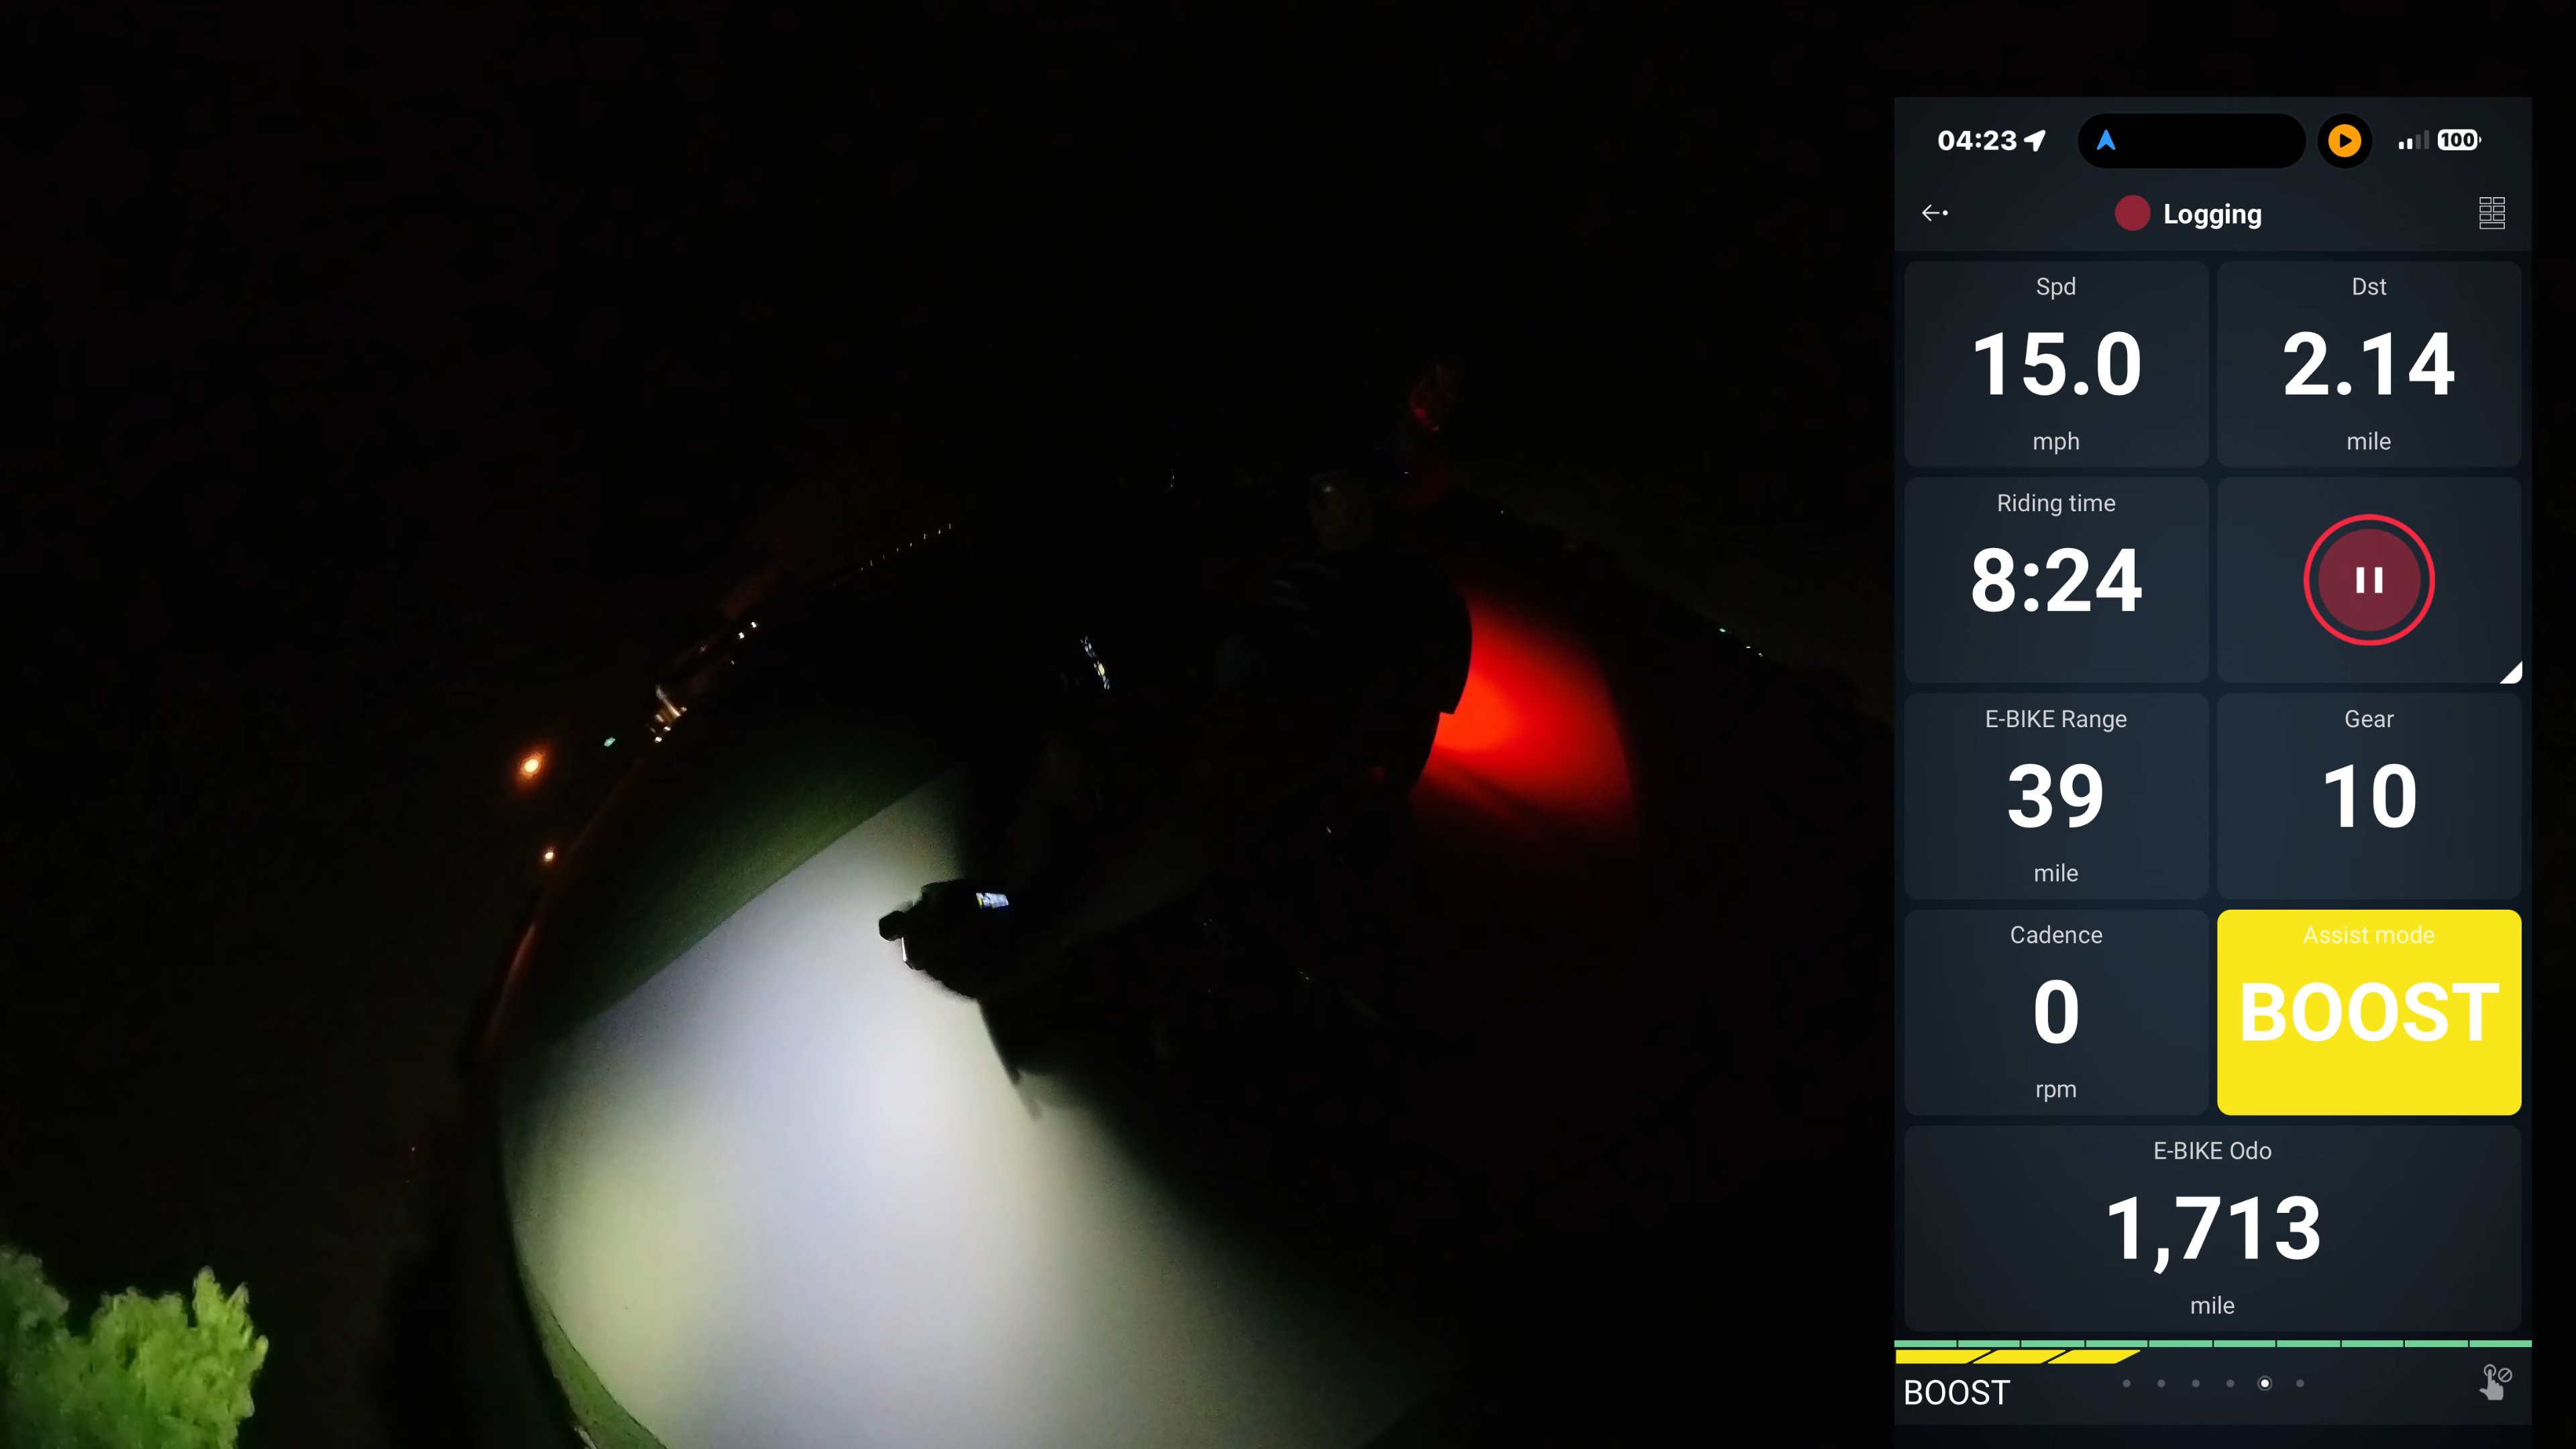 04:23 100
Logging
Spd Dst
15.0 2.14
mph mile
Riding time
8:24
E-BIKE Range Gear
39 10
mile
Cadence Assist mode
0 BOOST
rpm
E-BIKE Odo
1,713
mile
BOOST